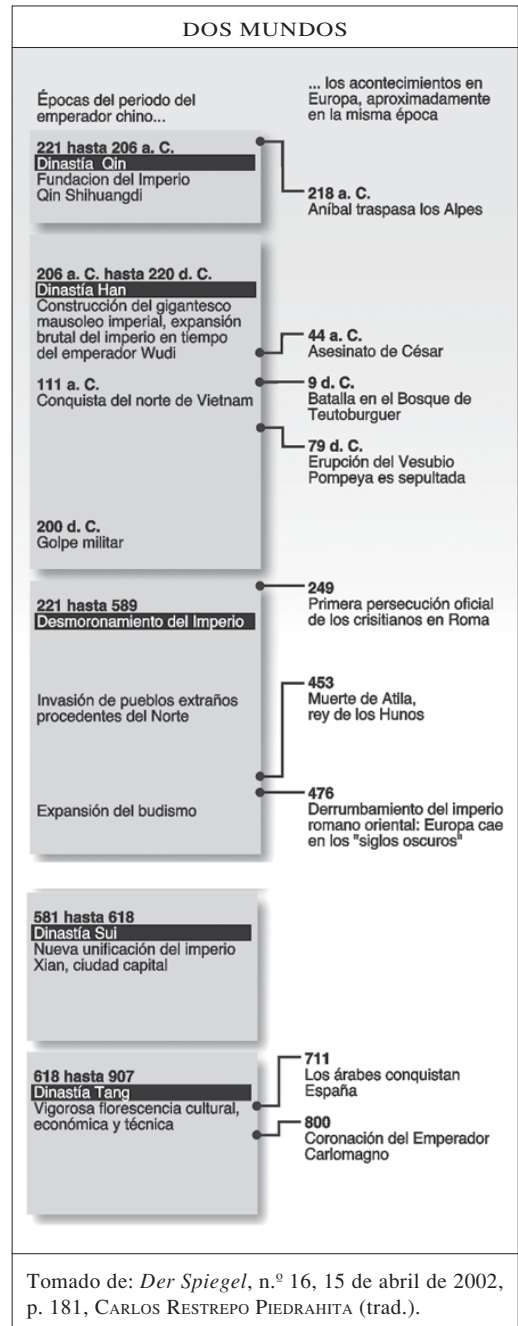 DOS MUNDOS
Épocas del periodo del
emperador chino...
... los acontecimientos en
Europa, aproximadamente
en la misma época
221 hasta 206 a. C.
Dinastía Qin
Fundacion del Imperio
Qin Shihuangdi
218 a. C.
Aníbal traspasa los Alpes
206 a. C. hasta 220 d. C.
Dinastía Han
Construcción del gigantesco
mausoleo imperial, expansión
brutal del imperio en tiempo
del emperador Wudi
44 a. C.
Asesinato de César
111 a. C.
Conquista del norte de Vietnam
9 d. C.
Batalla en el Bosque de
Teutoburguer
79 d. C.
Erupción del Vesubio
Pompeya es sepultada
200 d. C.
Golpe militar
249
Primera persecución oficial
de los crisitianos en Roma
221 hasta 589
Desmoronamiento del Imperio
453
Muerte de Atila,
rey de los Hunos
Invasión de pueblos extraños
procedentes del Norte
476
Derrumbamiento del imperio
romano oriental: Europa cae
en los "siglos oscuros"
Expansión del budismo
581 hasta 618
Dinastía Sui
Nueva unificación del imperio
Xian, ciudad capital
711
Los árabes conquistan
España
618 hasta 907
Dinastía Tang
Vigorosa florescencia cultural,
económica y técnica
800
Coronación del Emperador
Carlomagno
Tomado de: Der Spiegel, n.º 16, 15 de abril de 2002,
p. 181, CARLOS RESTREPO PIEDRAHITA (trad.).